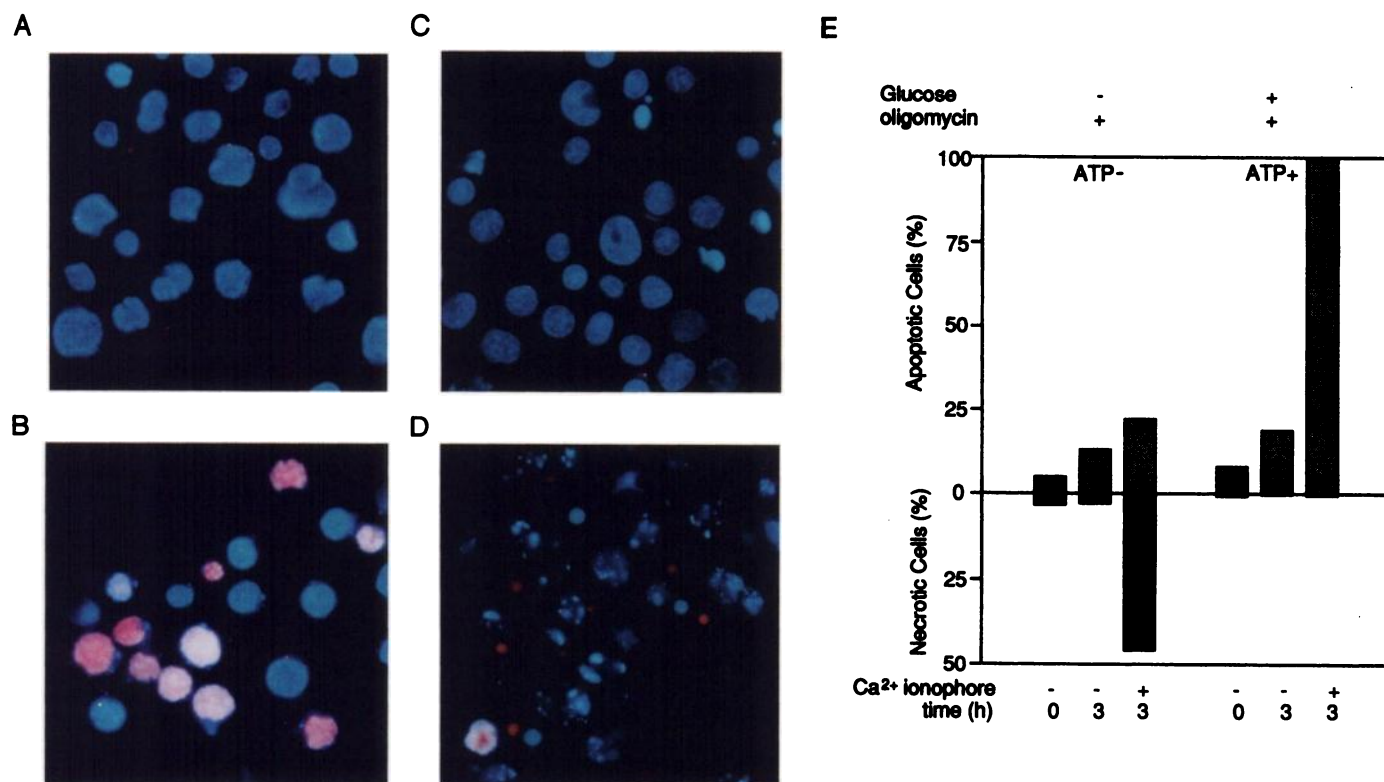 A
C
B
D
E
Glucose - +
oligomycin + +
ATP- ATP+
Apoptotic Cells (%)
100
75
50
25
0
Necrotic Cells (%)
25
50
Ca²⁺ ionophore - - + - - +
time (h) 0 3 3 0 3 3